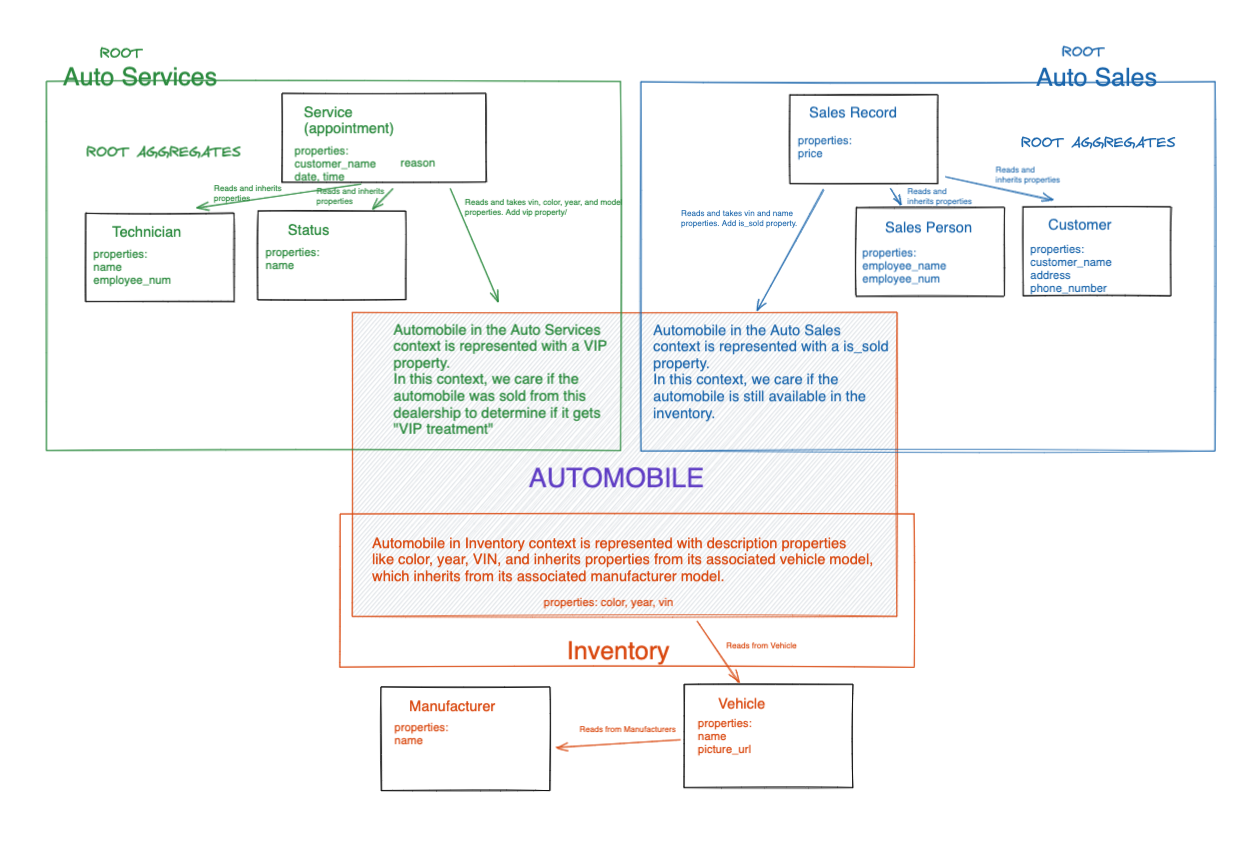 ROOT
Auto Services
Service
(appointment)
properties:
customer_name
reason
date, time
ROOT AGGREGATES
Reads and inherits
properties
Reads and inherits
properties
Reads and takes vin, color, year, and model
properties. Add vip property/
Technician
properties:
name
employee_num
Status
properties:
name
ROOT
Auto Sales
Sales Record
properties:
price
ROOT AGGREGATES
Reads and
inherits properties
Reads and
inherits properties
Reads and takes vin and name
properties. Add is_sold property.
Sales Person
properties:
employee_name
employee_num
Customer
properties:
customer_name
address
phone_number
Automobile in the Auto Services
context is represented with a VIP
property.
In this context, we care if the
automobile was sold from this
dealership to determine if it gets
"VIP treatment"
Automobile in the Auto Sales
context is represented with a is_sold
property.
In this context, we care if the
automobile is still available in the
inventory.
AUTOMOBILE
Automobile in Inventory context is represented with description properties
like color, year, VIN, and inherits properties from its associated vehicle model,
which inherits from its associated manufacturer model.
properties: color, year, vin
Inventory
Reads from Vehicle
Manufacturer
properties:
name
Reads from Manufacturers
Vehicle
properties:
name
picture_url